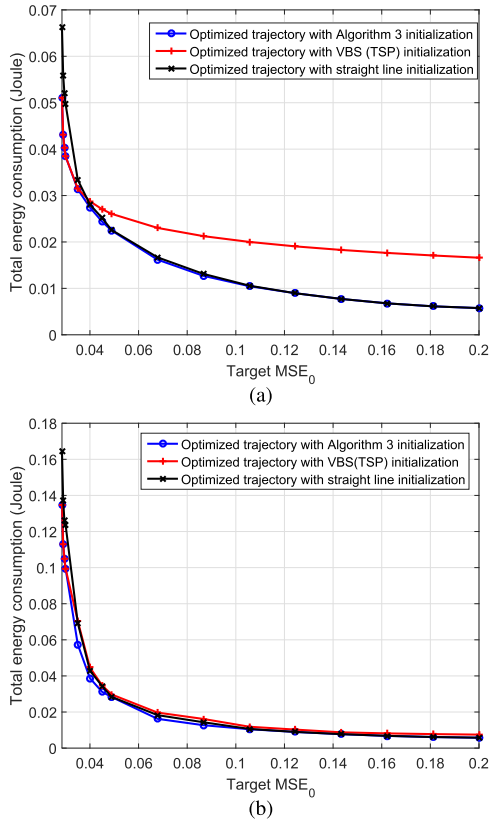 0.07
0.06
0.05
0.04
0.03
0.02
0.01
0
Total energy consumption (Joule)
Optimized trajectory with Algorithm 3 initialization
Optimized trajectory with VBS (TSP) initialization
Optimized trajectory with straight line initialization
0.04 0.06 0.08 0.1 0.12 0.14 0.16 0.18 0.2
Target MSE0
(a)
0.18
0.16
0.14
0.12
0.1
0.08
0.06
0.04
0.02
0
Total energy consumption (Joule)
Optimized trajectory with Algorithm 3 initialization
Optimized trajectory with VBS(TSP) initialization
Optimized trajectory with straight line initialization
0.04 0.06 0.08 0.1 0.12 0.14 0.16 0.18 0.2
Target MSE0
(b)